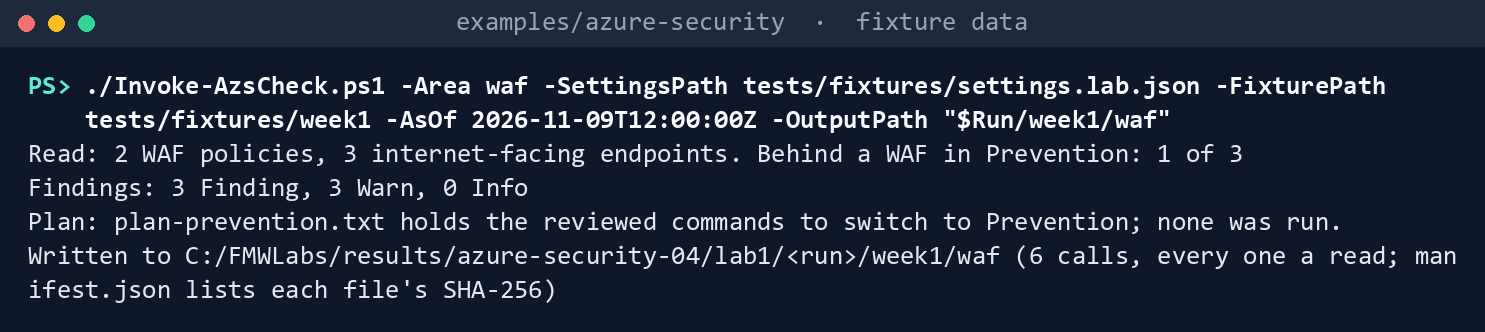 examples/azure-security · fixture data
PS> ./Invoke-AzsCheck.ps1 -Area waf -SettingsPath tests/fixtures/settings.lab.json -FixturePath
tests/fixtures/week1 -AsOf 2026-11-09T12:00:00Z -OutputPath "$Run/week1/waf"
Read: 2 WAF policies, 3 internet-facing endpoints. Behind a WAF in Prevention: 1 of 3
Findings: 3 Finding, 3 Warn, 0 Info
Plan: plan-prevention.txt holds the reviewed commands to switch to Prevention; none was run.
Written to C:/FMWLabs/results/azure-security-04/lab1/<run>/week1/waf (6 calls, every one a read; man
ifest.json lists each file's SHA-256)